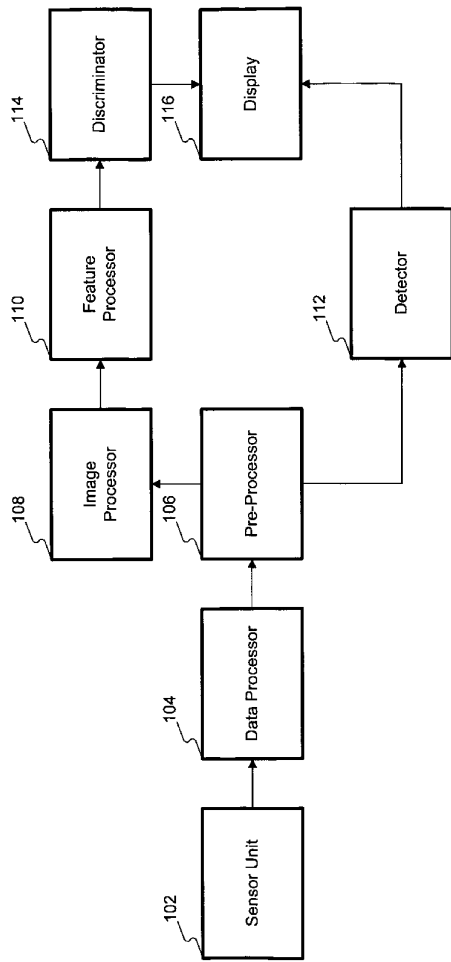 102
Sensor Unit
104
Data Processor
106
Pre-Processor
108
Image
Processor
110
Feature
Processor
114
Discriminator
116
Display
112
Detector